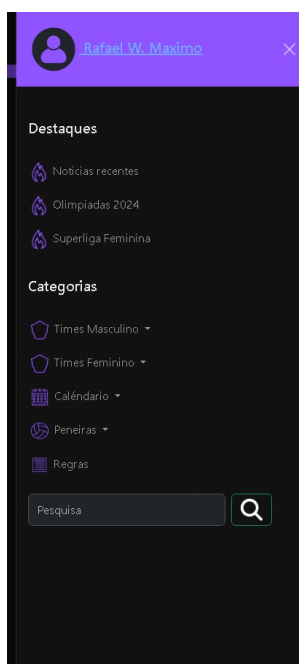 Rafael W. Maximo
Destaques
Noticias recentes
Olimpiadas 2024
Superliga Feminina
Categorias
Times Masculino
Times Feminino
Caléndario
Peneiras
Regras
Pesquisa